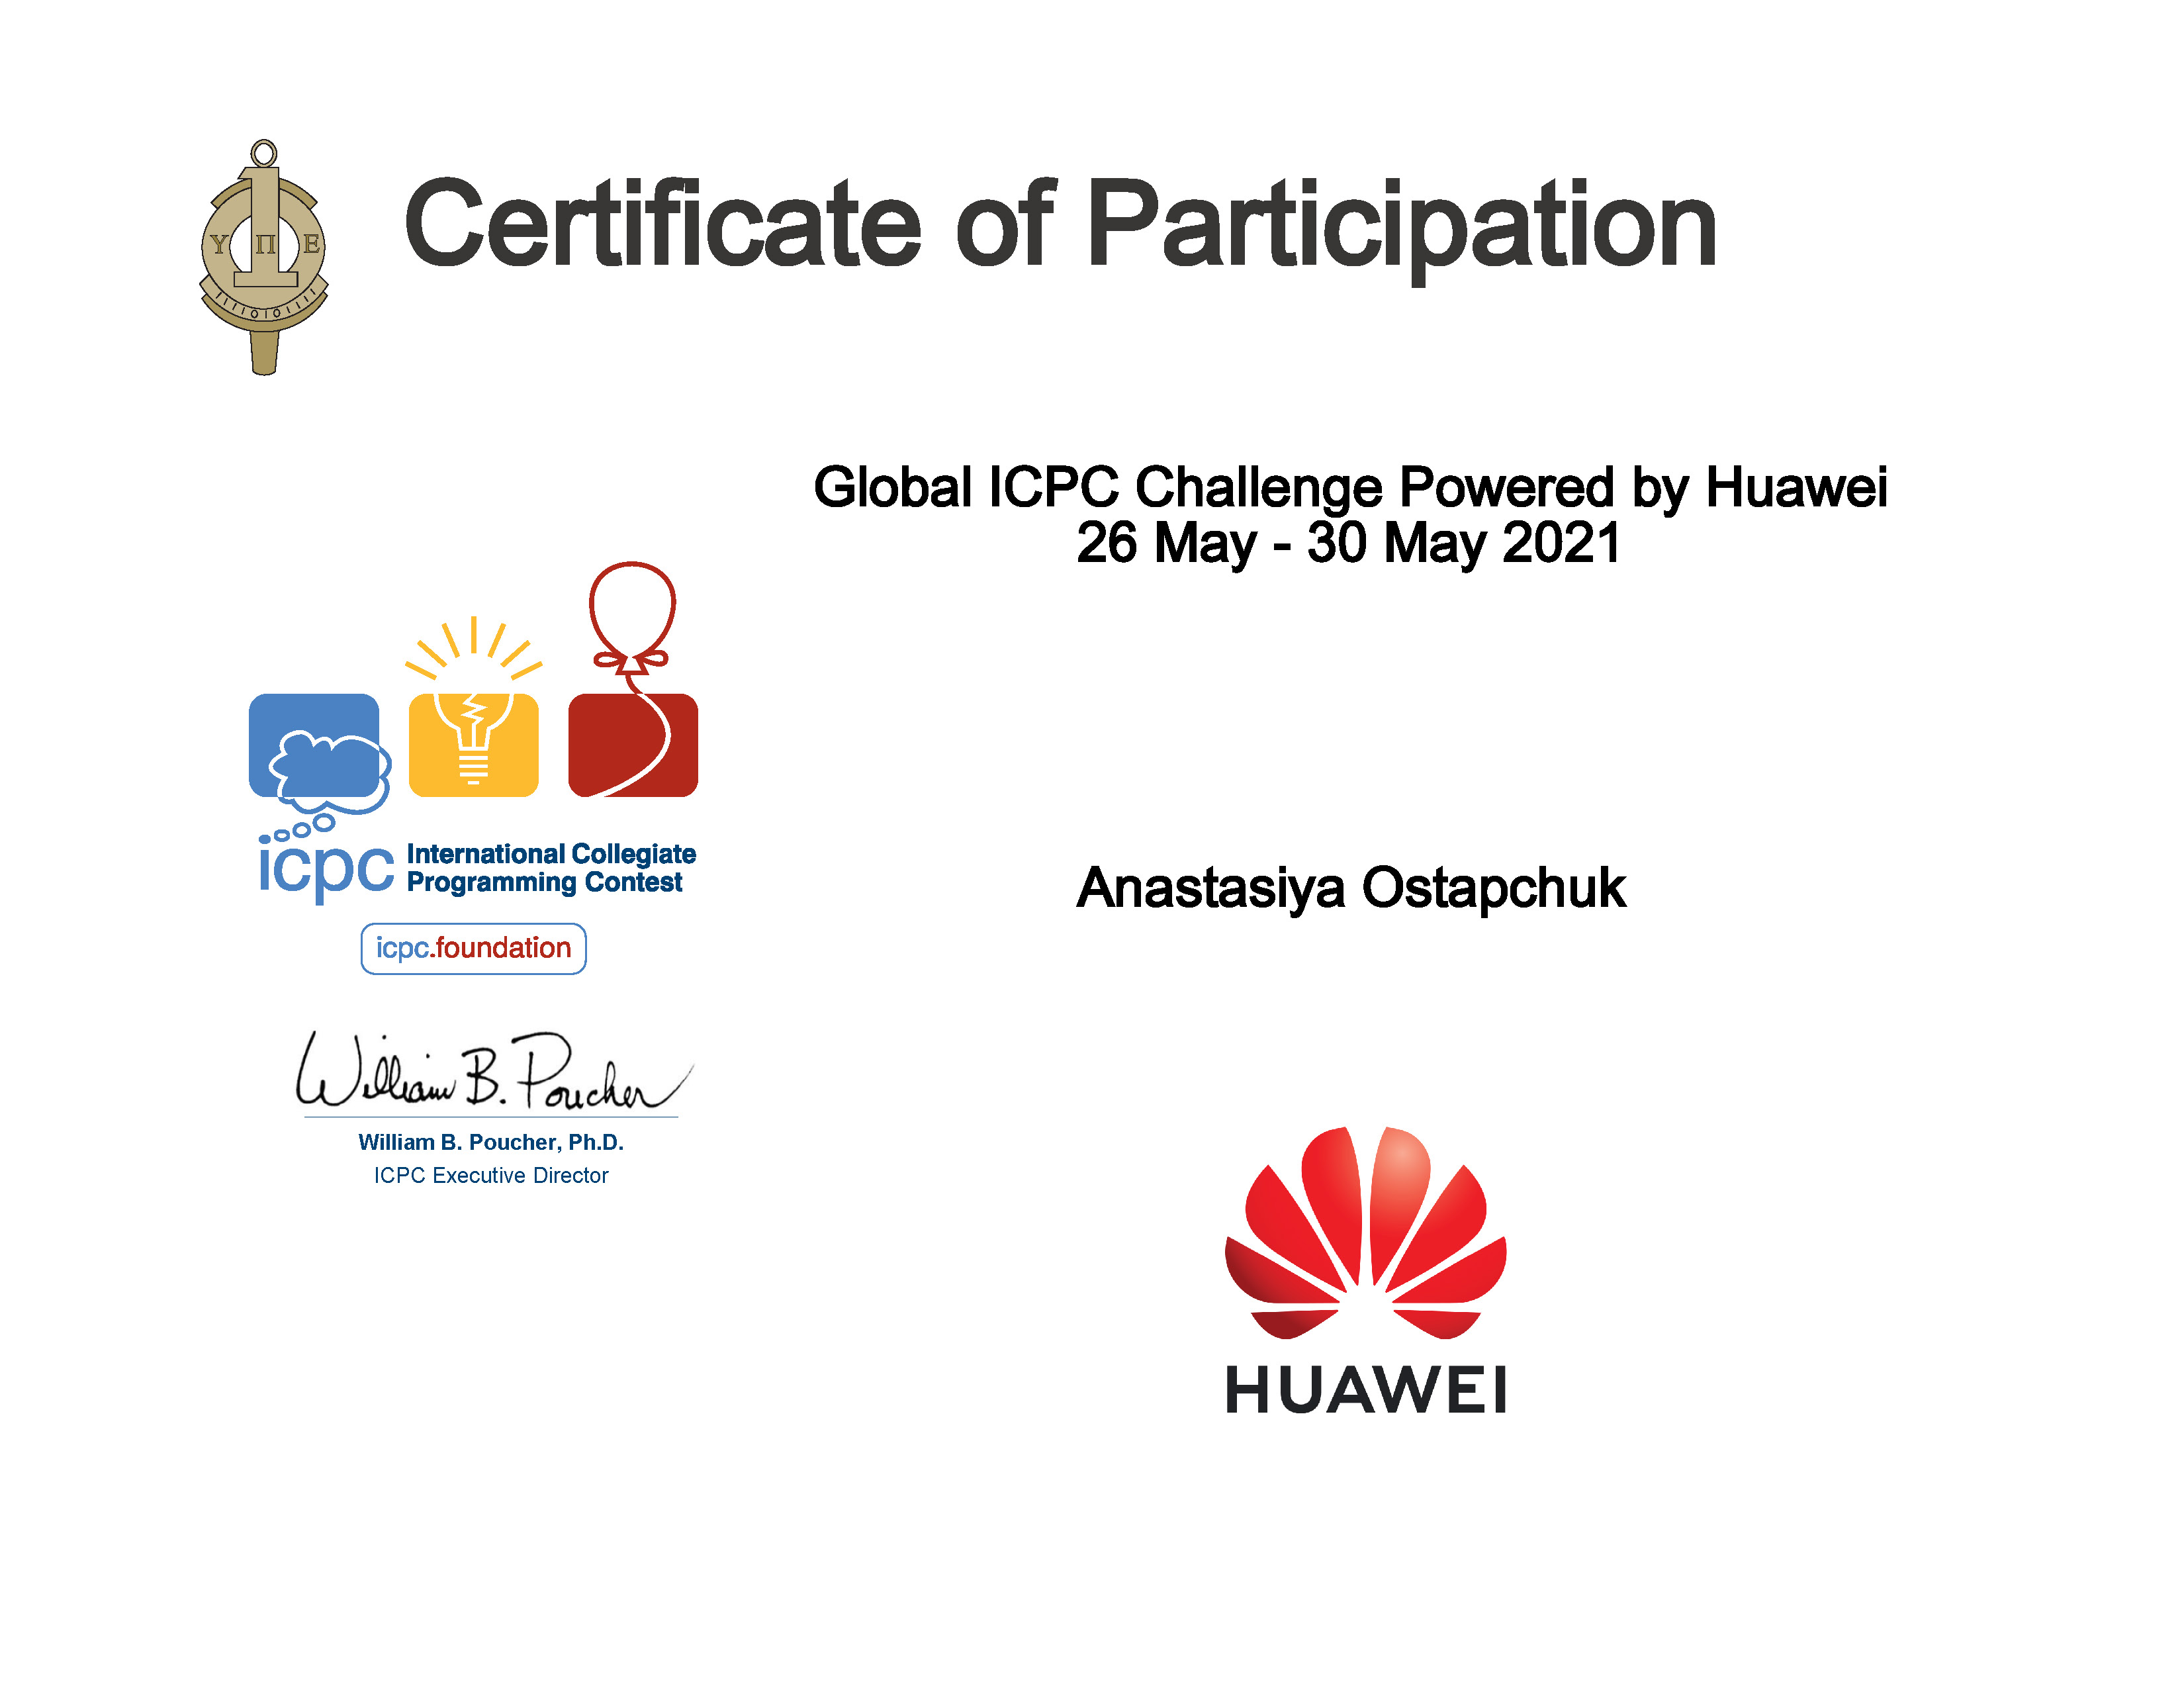 Certificate of Participation
Υ Π Ε
Global ICPC Challenge Powered by Huawei
26 May - 30 May 2021
icpc International Collegiate
Programming Contest
icpc.foundation
Anastasiya Ostapchuk
William B. Poucher
William B. Poucher, Ph.D.
ICPC Executive Director
HUAWEI